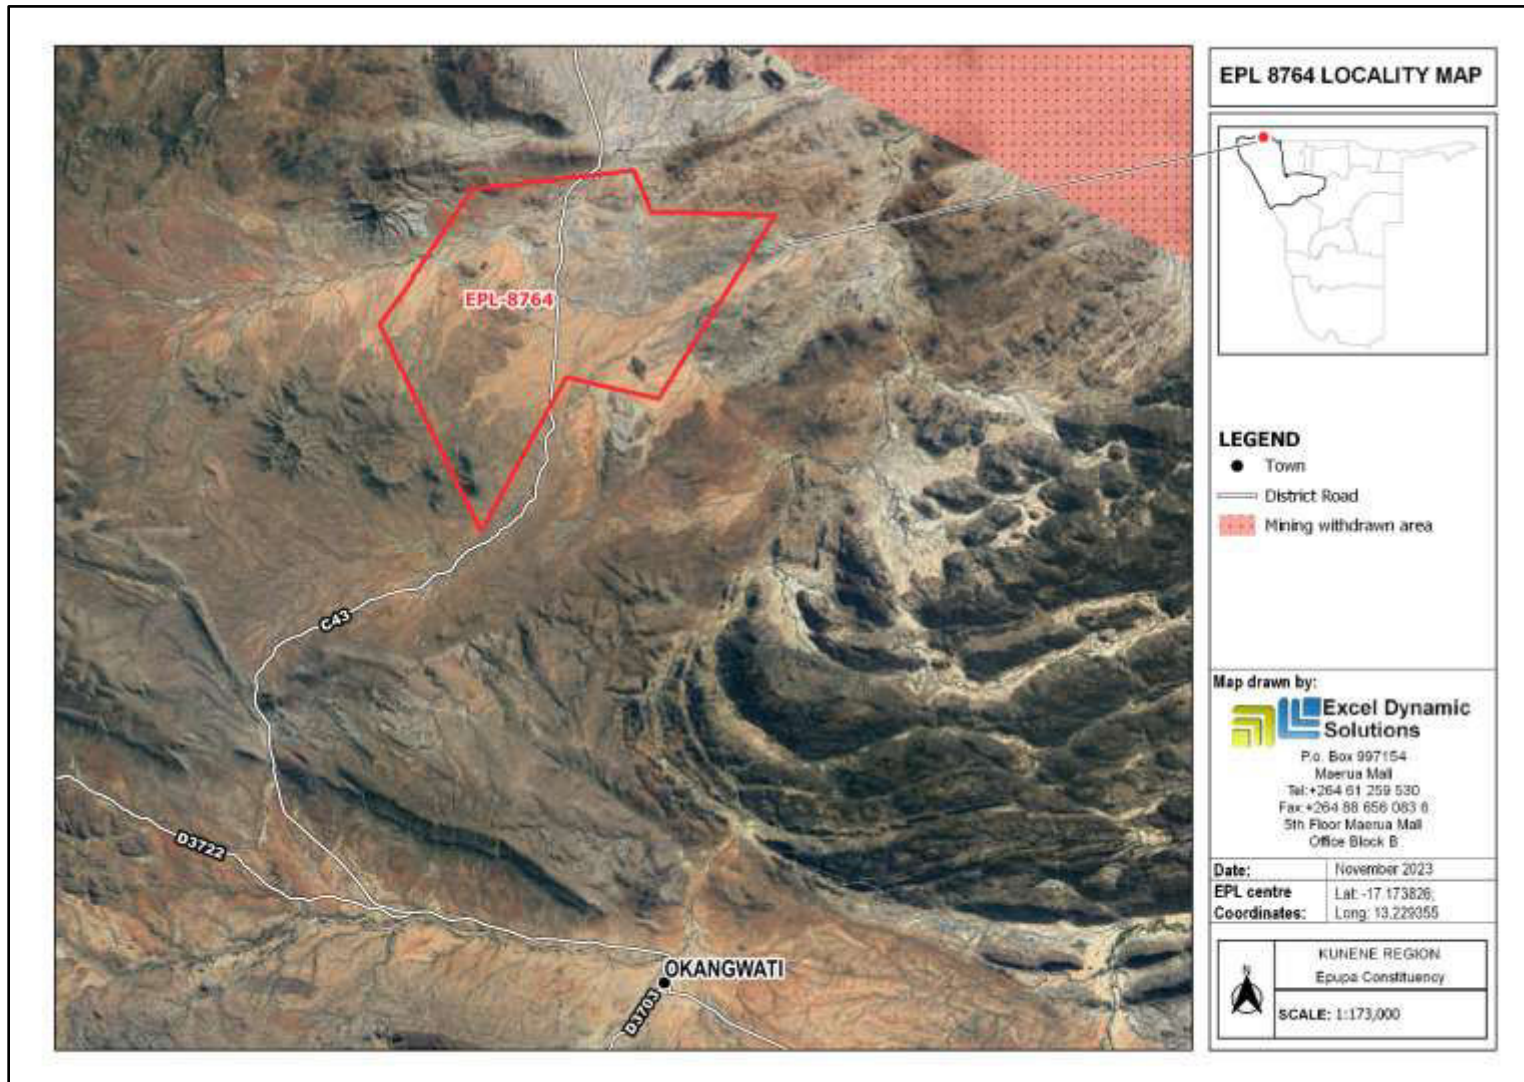 EPL 8764 LOCALITY MAP
EPL-8764
C43
D3722
OKANGWATI
D3703
LEGEND
Town
District Road
Mining withdrawn area
Map drawn by:
Excel Dynamic
Solutions
P.o. Box 997154
Maerua Mall
Tel:+264 61 259 530
Fax:+264 88 656 083 6
5th Floor Maerua Mall
Office Block B
Date: November 2023
EPL centre Lat: -17.173826;
Coordinates: Long: 13,229355
N
KUNENE REGION
Epupa Constituency
SCALE: 1:173,000